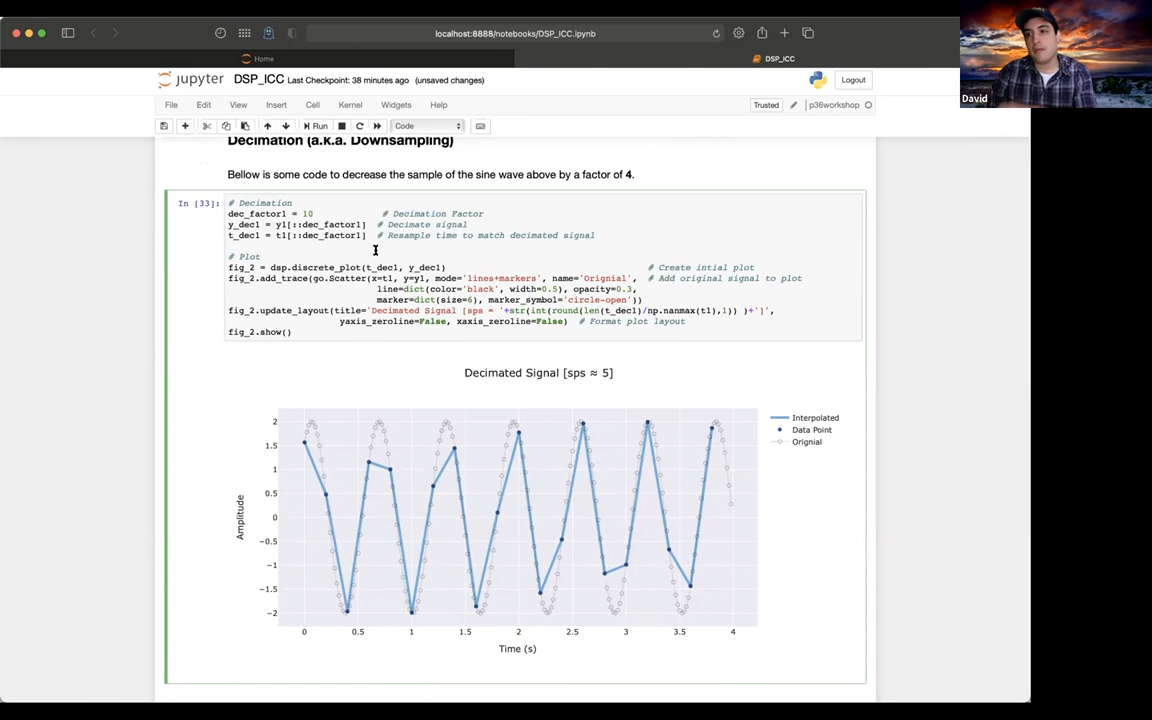 localhost:8888/notebooks/DSP_ICC.ipynb
Home
DSP_ICC
David
jupyter DSP_ICC Last Checkpoint: 38 minutes ago (unsaved changes)
Logout
File Edit View Insert Cell Kernel Widgets Help
Trusted p36workshop
Run Code
Decimation (a.k.a. Downsampling)
Bellow is some code to decrease the sample of the sine wave above by a factor of 4.
In [33]:
# Decimation
dec_factor1 = 10 # Decimation Factor
y_dec1 = y1[::dec_factor1] # Decimate signal
t_dec1 = t1[::dec_factor1] # Resample time to match decimated signal
# Plot
fig_2 = dsp.discrete_plot(t_dec1, y_dec1) # Create intial plot
fig_2.add_trace(go.Scatter(x=t1, y=y1, mode='lines+markers', name='Orignial', # Add original signal to plot
line=dict(color='black', width=0.5), opacity=0.3,
marker=dict(size=6), marker_symbol='circle-open'))
fig_2.update_layout(title='Decimated Signal [sps ≈ '+str(int(round(len(t_dec1)/np.nanmax(t1),1)) )+']',
yaxis_zeroline=False, xaxis_zeroline=False) # Format plot layout
fig_2.show()
Decimated Signal [sps ≈ 5]
Interpolated
Data Point
Orignial
2
1.5
1
0.5
0
−0.5
−1
−1.5
−2
Amplitude
0 0.5 1 1.5 2 2.5 3 3.5 4
Time (s)